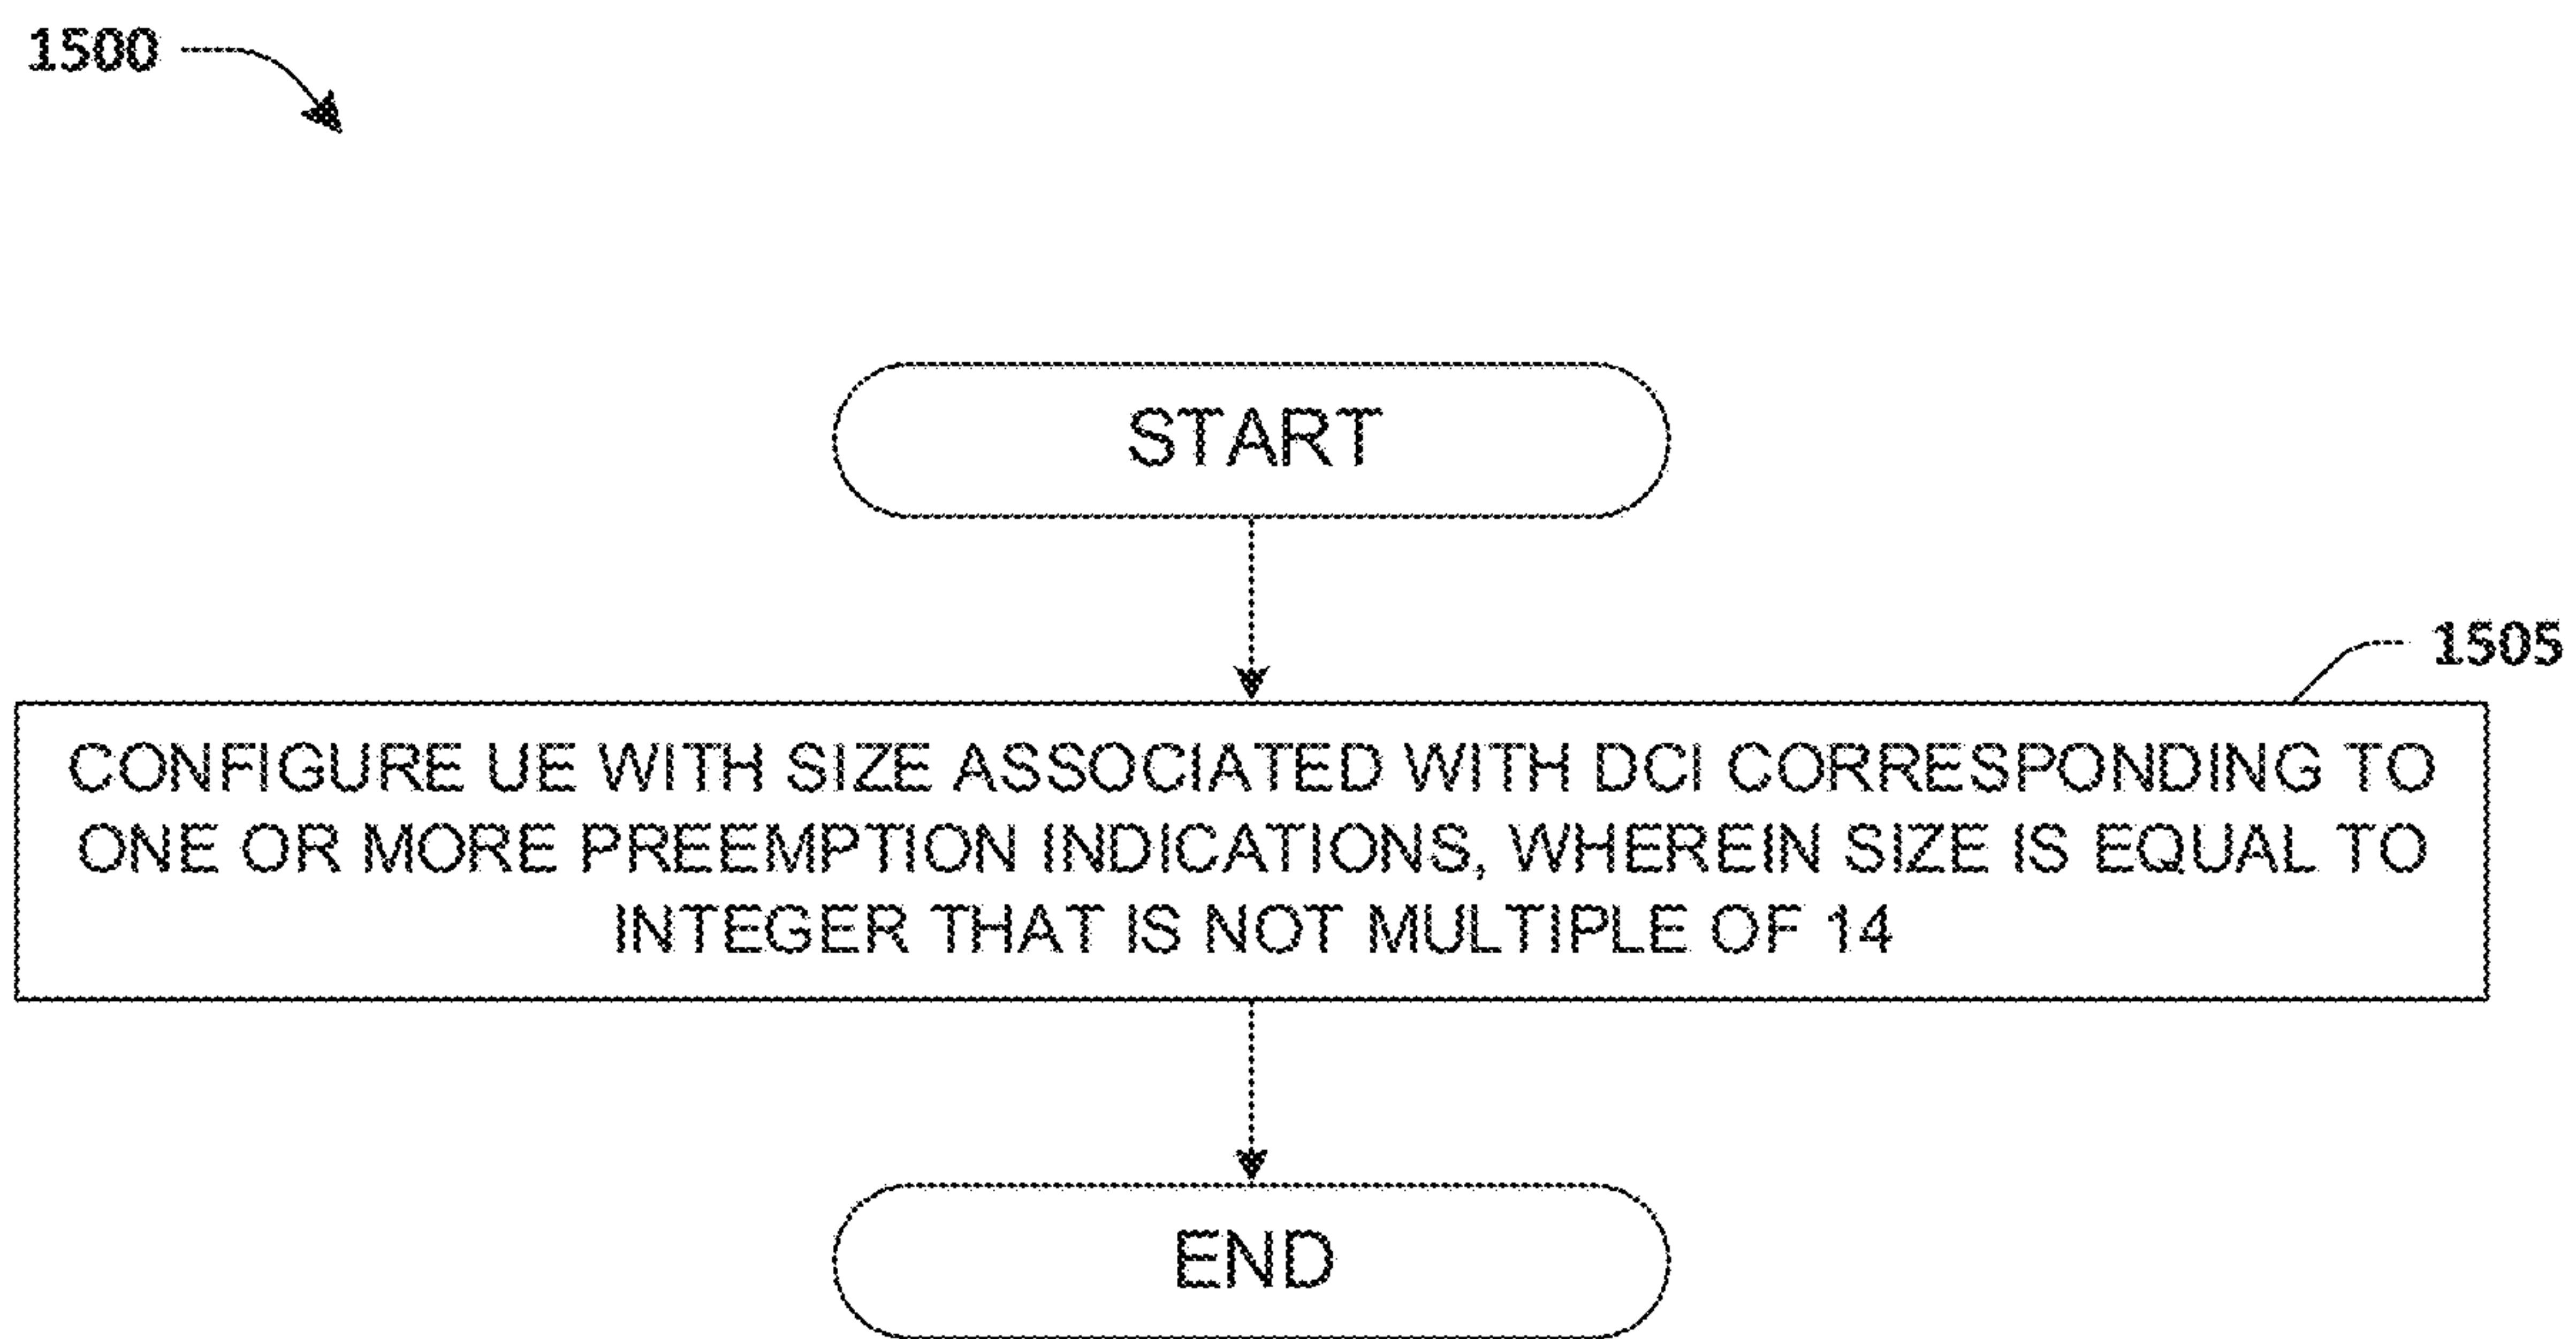 1500
START
1505
CONFIGURE UE WITH SIZE ASSOCIATED WITH DCI CORRESPONDING TO
ONE OR MORE PREEMPTION INDICATIONS, WHEREIN SIZE IS EQUAL TO
INTEGER THAT IS NOT MULTIPLE OF 14
END